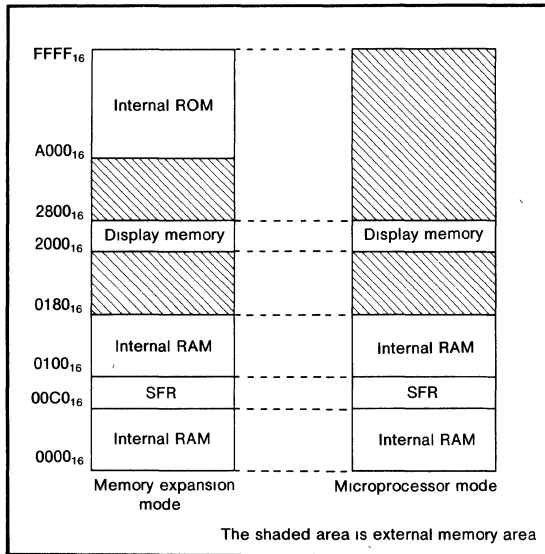 FFFF₁₆
Internal ROM
A000₁₆
2800₁₆
Display memory Display memory
2000₁₆
0180₁₆
Internal RAM Internal RAM
0100₁₆
SFR SFR
00C0₁₆
Internal RAM Internal RAM
0000₁₆
Memory expansion mode
Microprocessor mode
The shaded area is external memory area